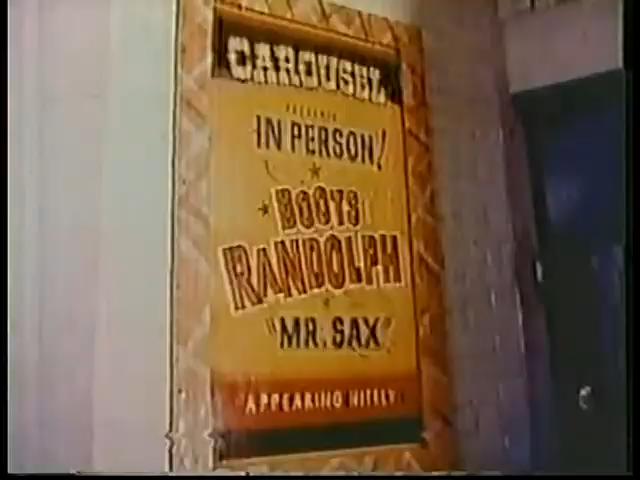 CAROUSEL
PRESENTS
IN PERSON!
BOOTS
RANDOLPH
"MR. SAX"
APPEARING NITELY